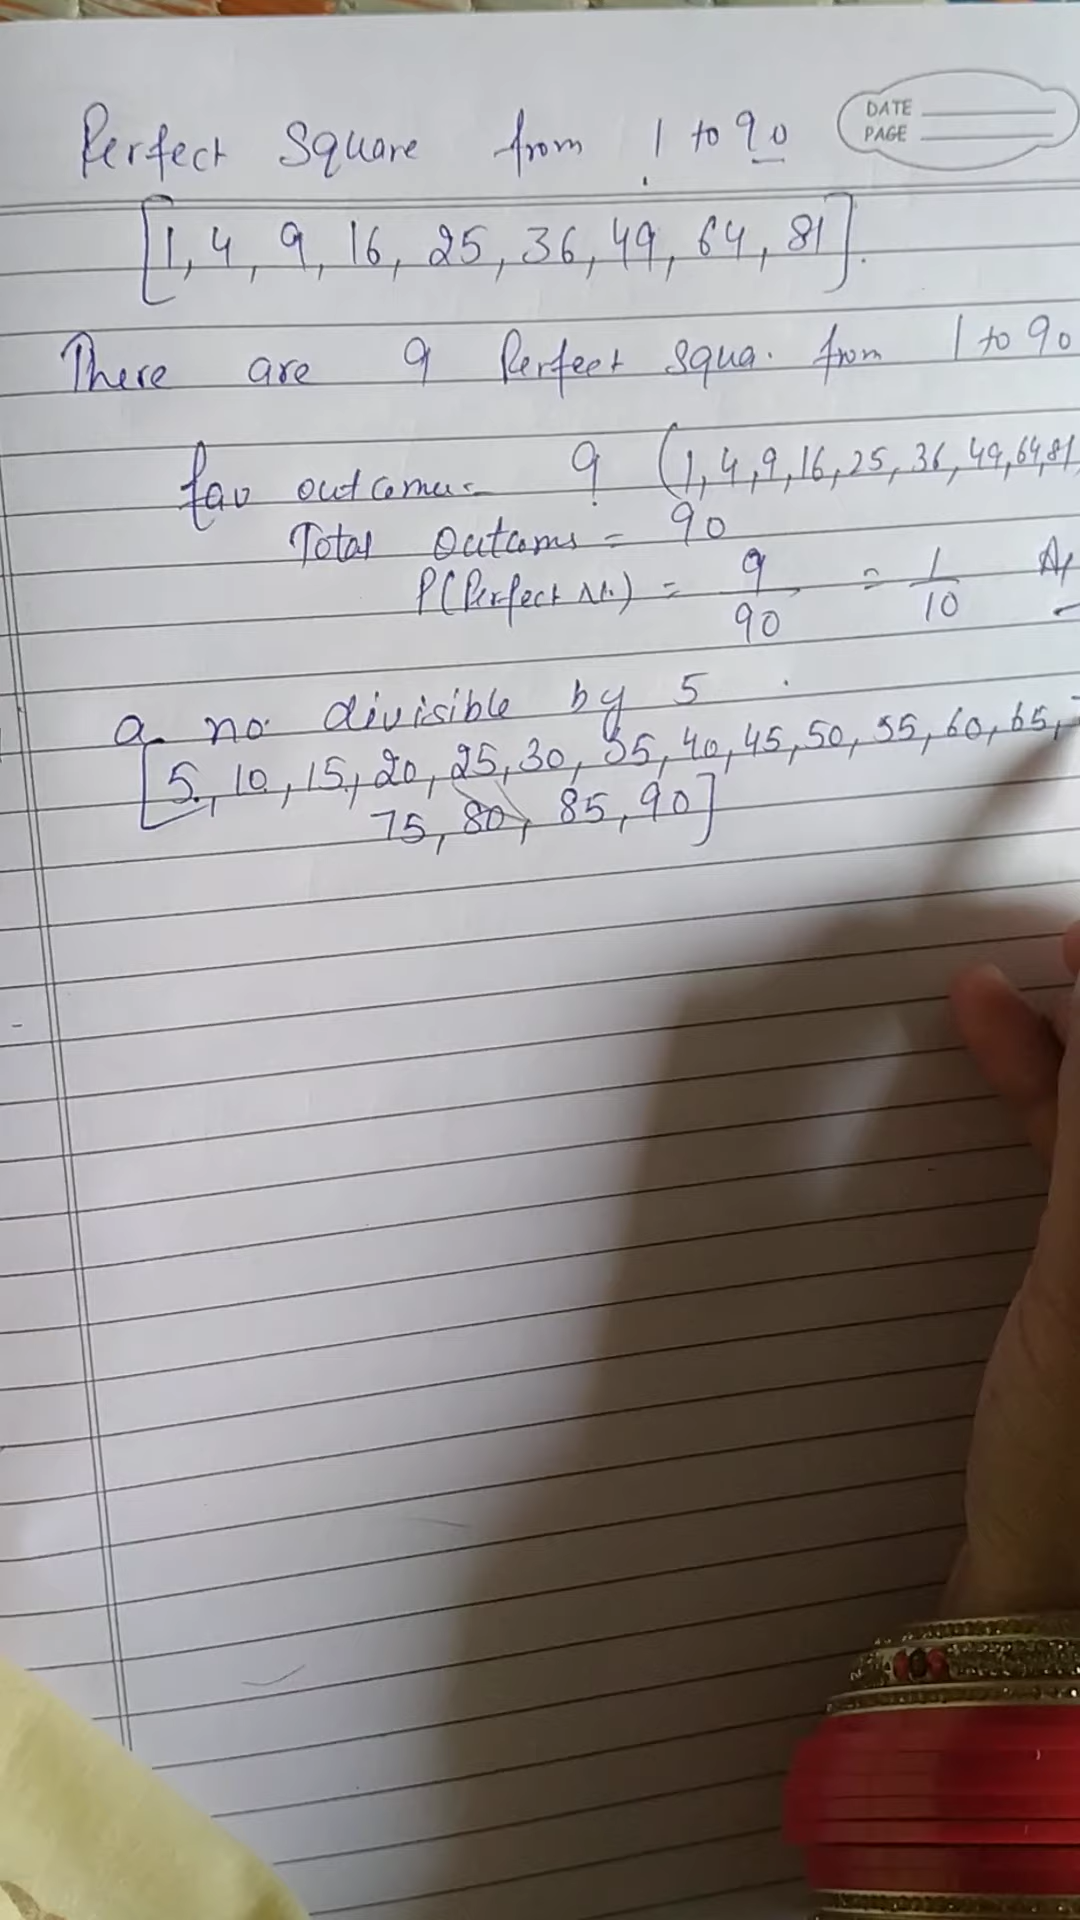 DATE
PAGE
Perfect Square from 1 to 90
[1, 4, 9, 16, 25, 36, 49, 64, 81].
There are 9 Perfect Squa. from 1 to 90
fav outcomes- 9 (1, 4, 9, 16, 25, 36, 49, 64, 81,
Total Outcoms = 90
P(Perfect No.) = 9/90 = 1/10
a no. divisible by 5
[5, 10, 15, 20, 25, 30, 35, 40, 45, 50, 55, 60, 65,
75, 80, 85, 90]